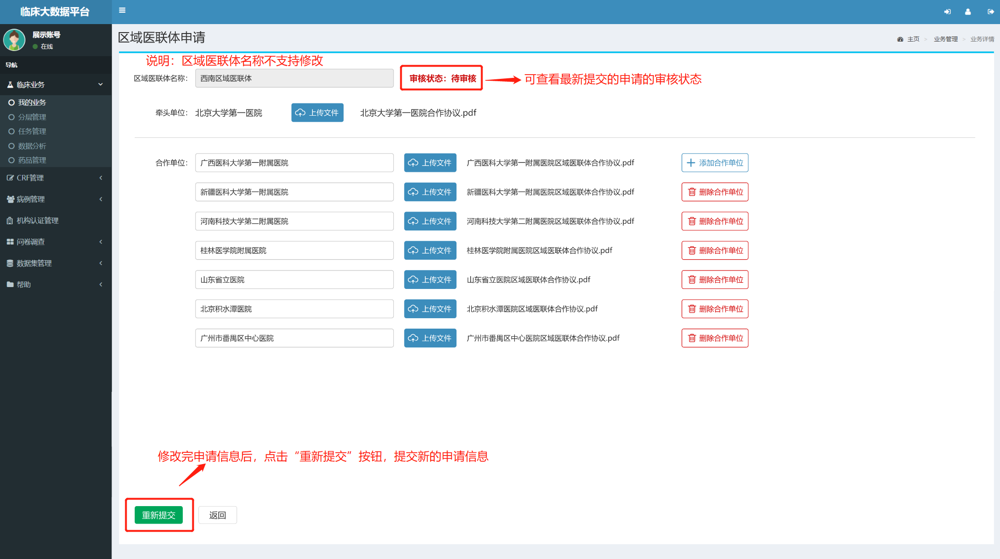 临床大数据平台
展示账号
在线
导航
临床业务
我的业务
分层管理
任务管理
数据分析
药品管理
CRF管理
病例管理
机构认证管理
问卷调查
数据集管理
帮助
区域医联体申请
主页 > 业务管理 > 业务详情
说明：区域医联体名称不支持修改
区域医联体名称： 西南区域医联体 审核状态：待审核 可查看最新提交的申请的审核状态
牵头单位： 北京大学第一医院 上传文件 北京大学第一医院合作协议.pdf
合作单位： 广西医科大学第一附属医院 上传文件 广西医科大学第一附属医院区域医联体合作协议.pdf 添加合作单位
新疆医科大学第一附属医院 上传文件 新疆医科大学第一附属医院区域医联体合作协议.pdf 删除合作单位
河南科技大学第二附属医院 上传文件 河南科技大学第二附属医院区域医联体合作协议.pdf 删除合作单位
桂林医学院附属医院 上传文件 桂林医学院附属医院区域医联体合作协议.pdf 删除合作单位
山东省立医院 上传文件 山东省立医院区域医联体合作协议.pdf 删除合作单位
北京积水潭医院 上传文件 北京积水潭医院区域医联体合作协议.pdf 删除合作单位
广州市番禺区中心医院 上传文件 广州市番禺区中心医院区域医联体合作协议.pdf 删除合作单位
修改完申请信息后，点击“重新提交”按钮，提交新的申请信息
重新提交 返回